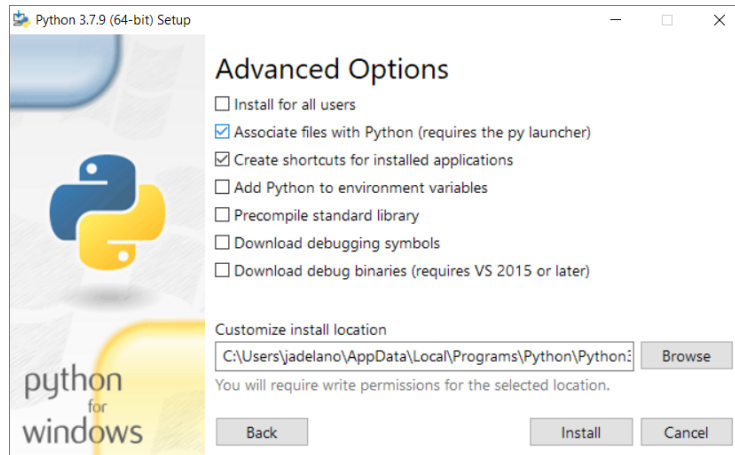 Python 3.7.9 (64-bit) Setup
Advanced Options
Install for all users
Associate files with Python (requires the py launcher)
Create shortcuts for installed applications
Add Python to environment variables
Precompile standard library
Download debugging symbols
Download debug binaries (requires VS 2015 or later)
Customize install location
C:\Users\jadelano\AppData\Local\Programs\Python\Python3 Browse
You will require write permissions for the selected location.
python
for
windows
Back Install Cancel